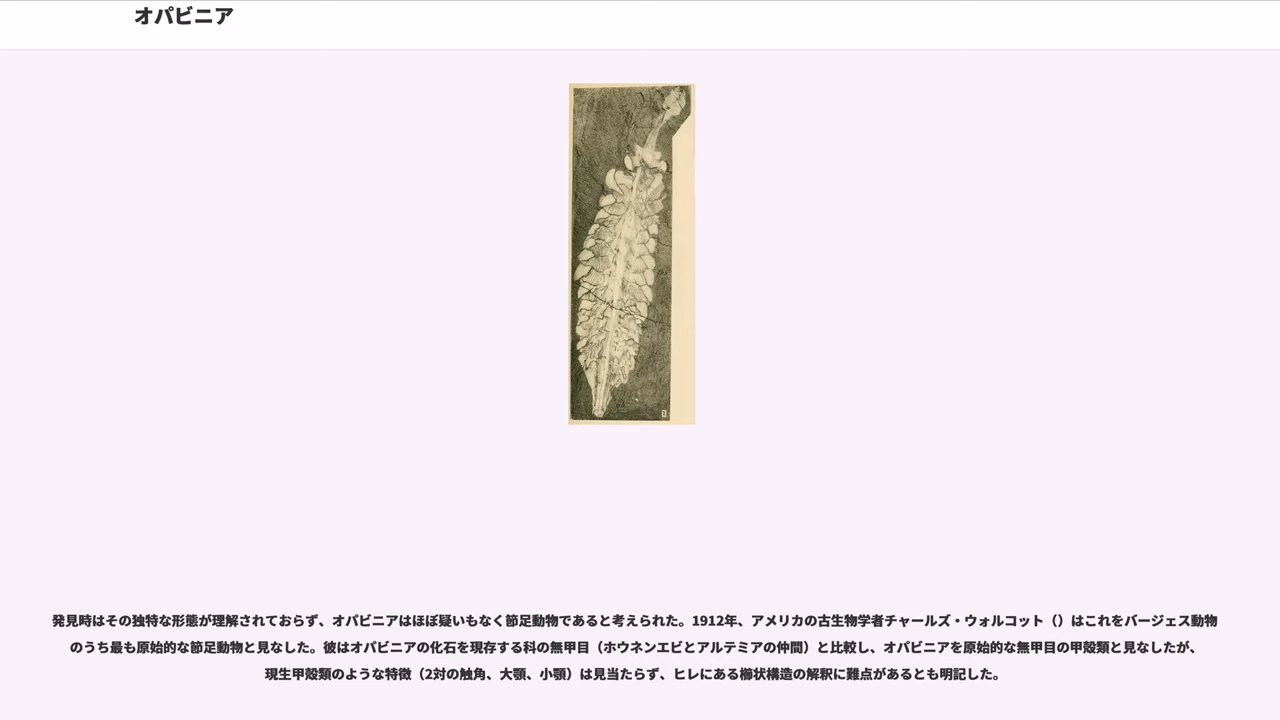 オパビニア
発見時はその独特な形態が理解されておらず、オパビニアはほぼ疑いもなく節足動物であると考えられた。1912年、アメリカの古生物学者チャールズ・ウォルコット（）はこれをバージェス動物
のうち最も原始的な節足動物と見なした。彼はオパビニアの化石を現存する科の無甲目（ホウネンエビとアルテミアの仲間）と比較し、オパビニアを原始的な無甲目の甲殻類と見なしたが、
現生甲殻類のような特徴（2対の触角、大顎、小顎）は見当たらず、ヒレにある櫛状構造の解釈に難点があるとも明記した。